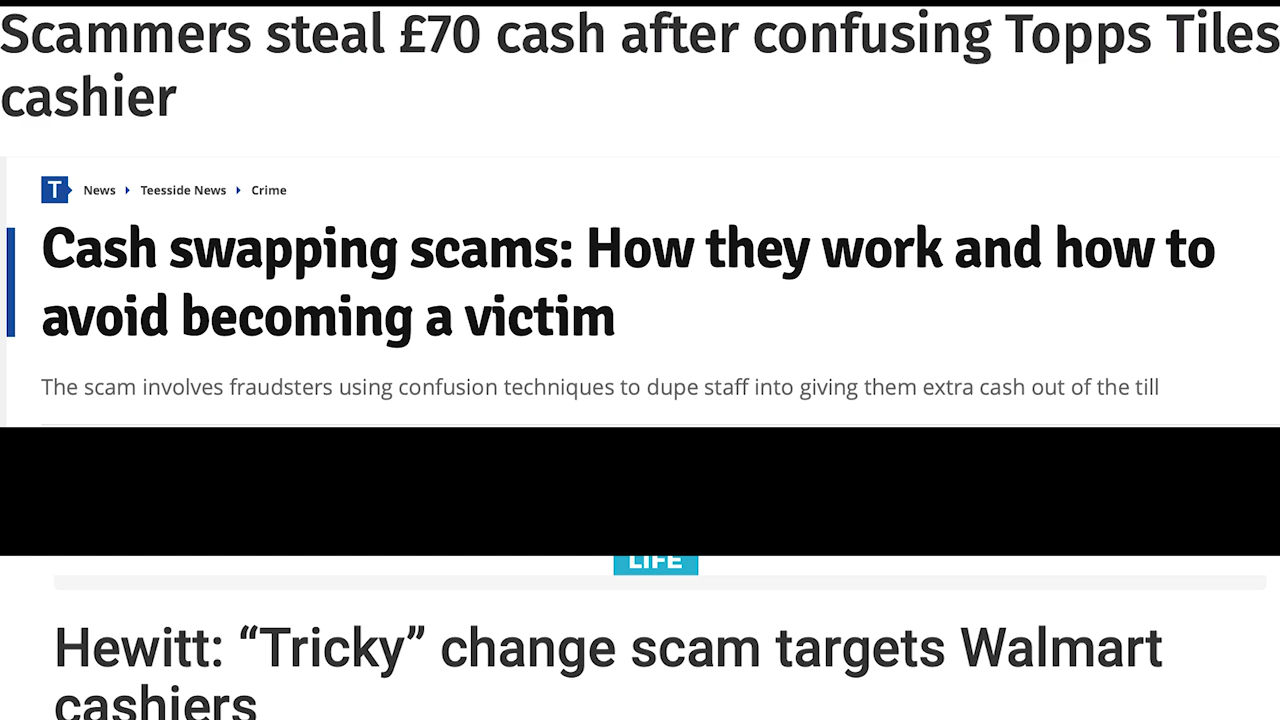 Scammers steal £70 cash after confusing Topps Tiles
cashier
T News Teesside News Crime
Cash swapping scams: How they work and how to
avoid becoming a victim
The scam involves fraudsters using confusion techniques to dupe staff into giving them extra cash out of the till
LIFE
Hewitt: “Tricky” change scam targets Walmart
cashiers